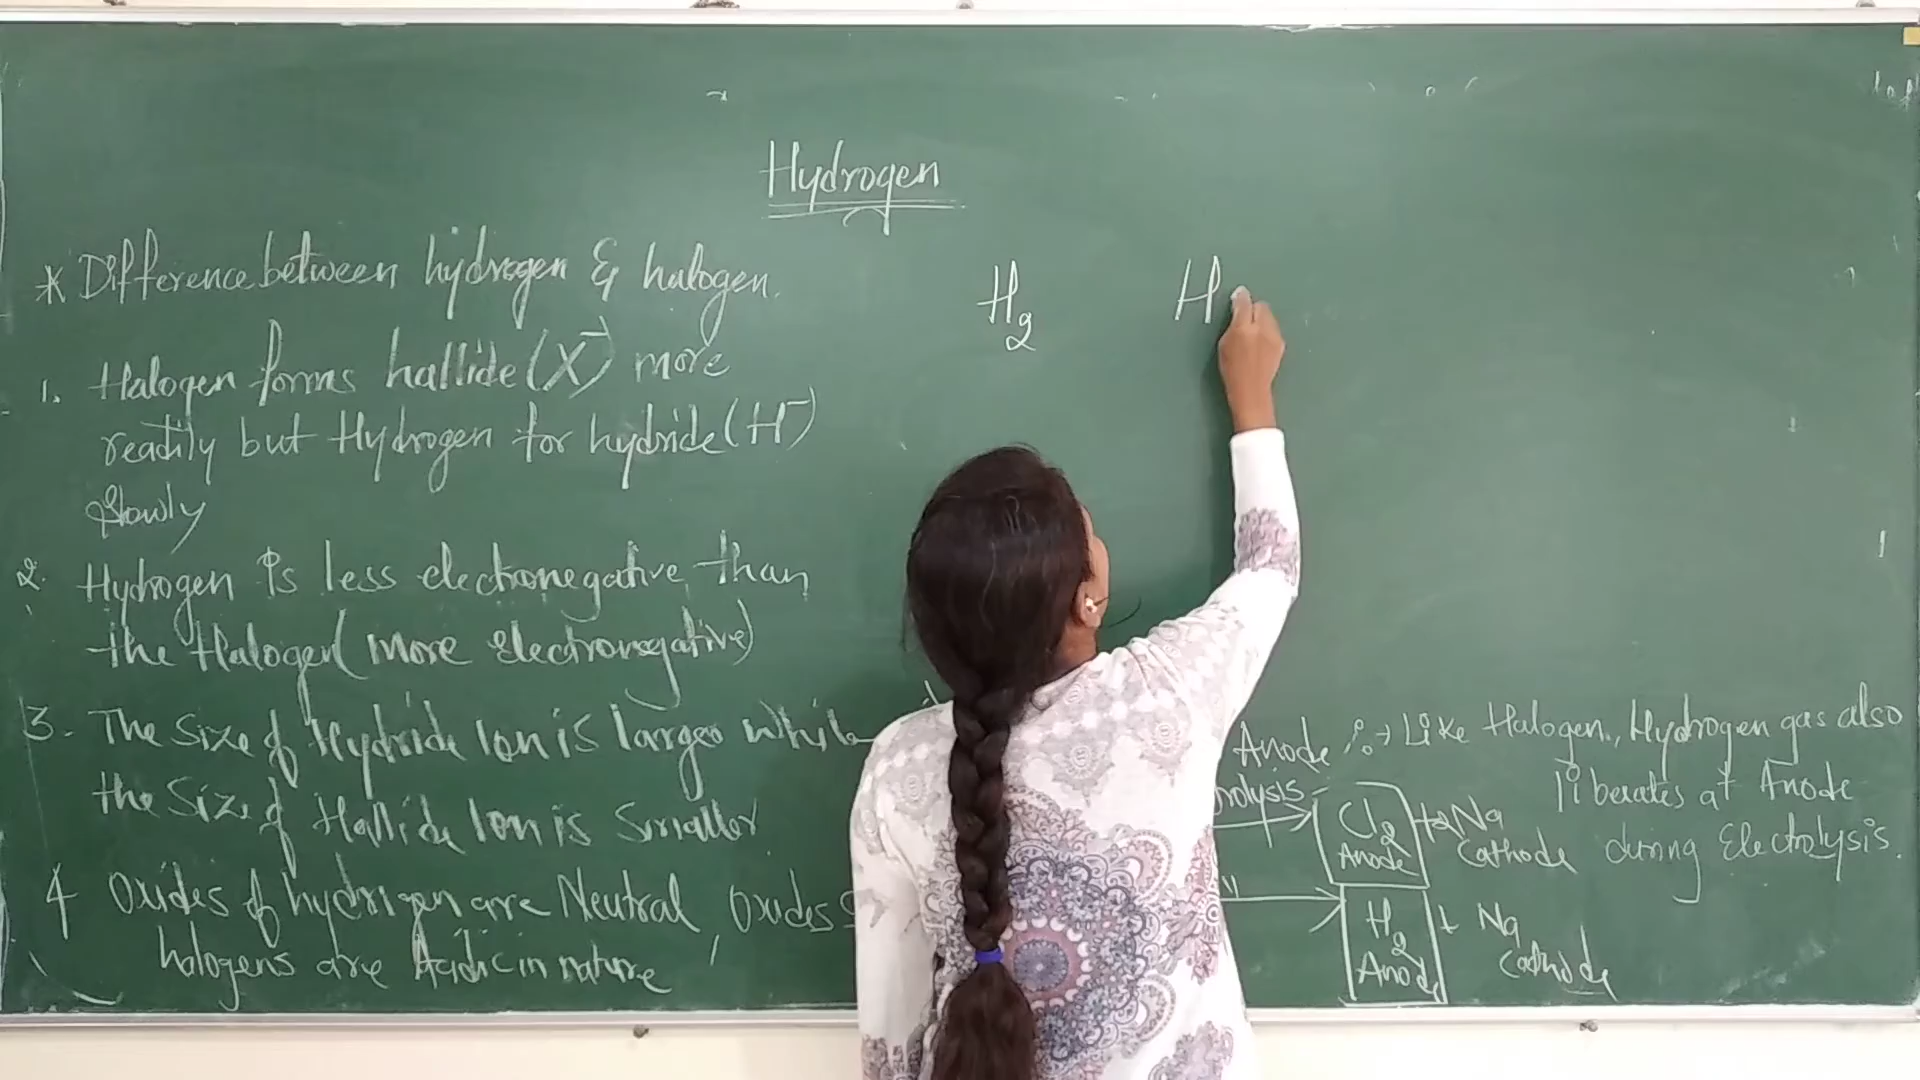 Hydrogen
* Difference between hydrogen & halogen.
H2 H
1. Halogen forms hallide (X⁻) more
readily but Hydrogen for hydride (H⁻)
slowly
2. Hydrogen is less electronegative than
the Halogen (more electronegative)
3. The Size of Hydride Ion is larger while
the Size of Hallide Ion is Smaller
4 Oxides of hydrogen are Neutral, Oxides
halogens are Acidic in nature
Anode :→ Like Halogen, Hydrogen gas also
liberates at Anode
during Electrolysis.
rolysis
Cl2 + 2Na
Anode Cathode
H2 + Na
Anode Cathode